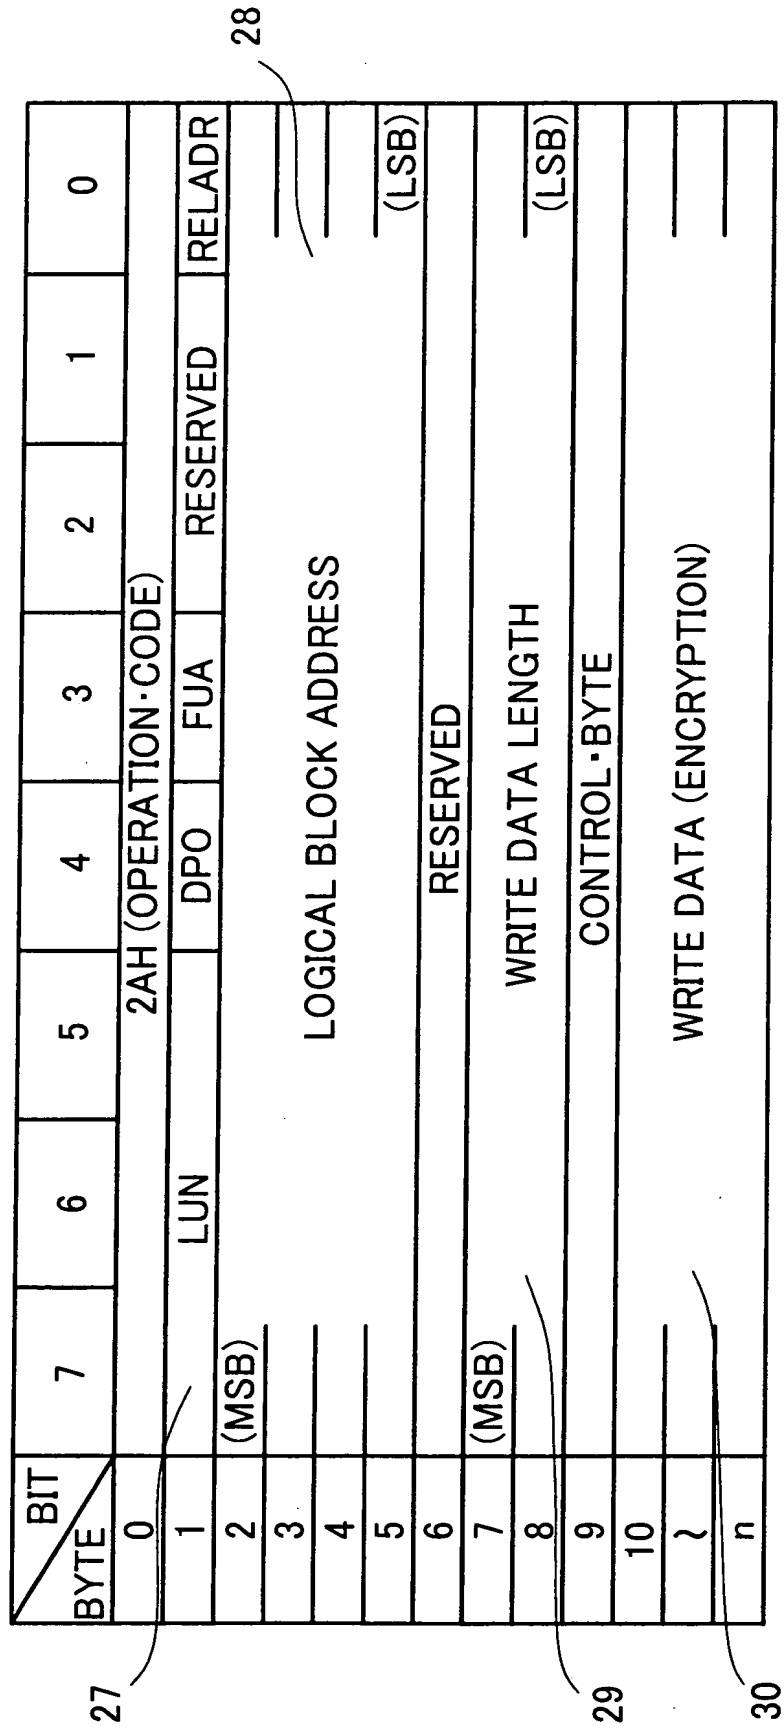 BIT 7 6 5 4 3 2 1 0
BYTE
0 2AH (OPERATION·CODE)
1 LUN DPO FUA RESERVED RELADR
2 (MSB)
3
LOGICAL BLOCK ADDRESS
4
5 (LSB)
6 RESERVED
7 (MSB)
WRITE DATA LENGTH
8 (LSB)
9 CONTROL·BYTE
10
≀ WRITE DATA (ENCRYPTION)
n
27
28
29
30